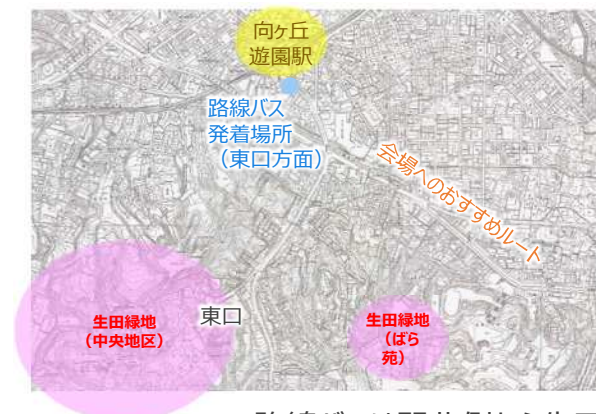 向ヶ丘
遊園駅
路線バス
発着場所
(東口方面)
会場へのおすすめルート
東口
生田緑地
(中央地区)
生田緑地
(ばら
苑)